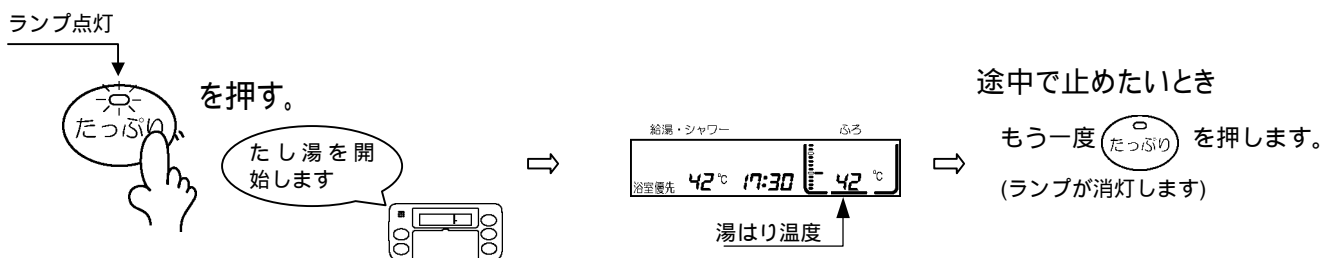 ランプ点灯
たっぷり
を押す。
たし湯を開
始します
給湯・シャワー
ふろ
浴室優先 42℃ 17:30 42 ℃
湯はり温度
途中で止めたいとき
もう一度 たっぷり を押します。
(ランプが消灯します)